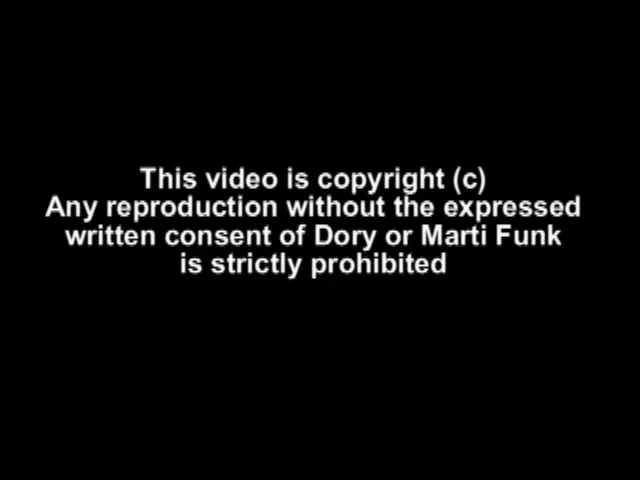 This video is copyright (c)
Any reproduction without the expressed
written consent of Dory or Marti Funk
is strictly prohibited